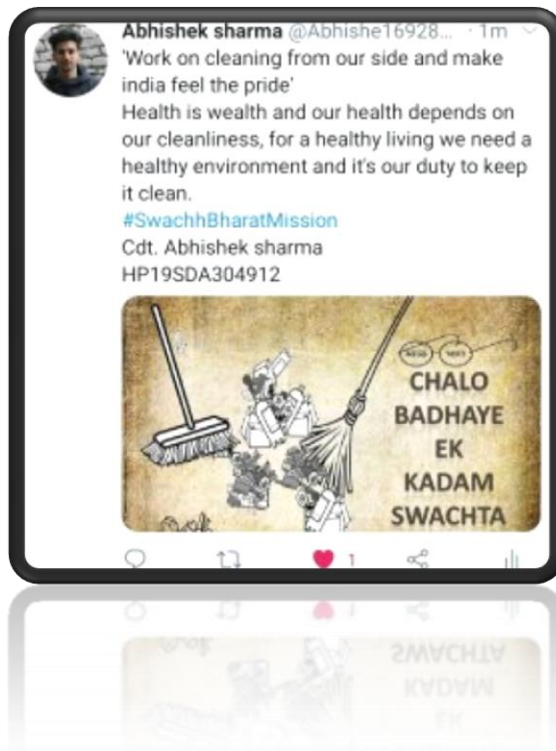 Abhishek sharma @Abhishe16928... · 1m
'Work on cleaning from our side and make
india feel the pride'
Health is wealth and our health depends on
our cleanliness, for a healthy living we need a
healthy environment and it's our duty to keep
it clean.
#SwachhBharatMission
Cdt. Abhishek sharma
HP19SDA304912
CHALO
BADHAYE
EK
KADAM
SWACHTA
1